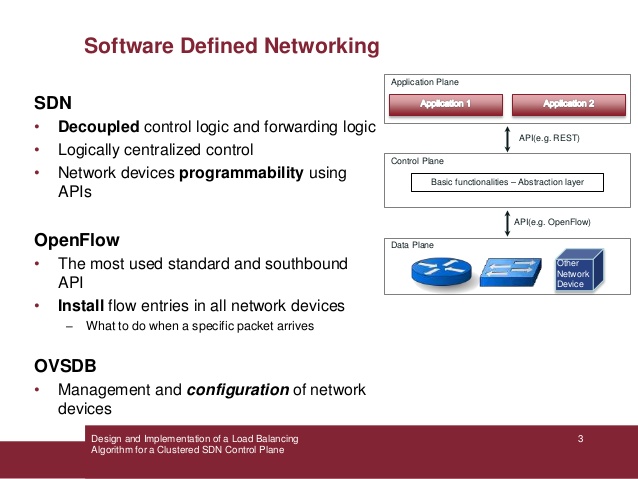 Software Defined Networking
SDN
• Decoupled control logic and forwarding logic
• Logically centralized control
• Network devices programmability using
APIs
OpenFlow
• The most used standard and southbound
API
• Install flow entries in all network devices
– What to do when a specific packet arrives
OVSDB
• Management and configuration of network
devices
Application Plane
Application 1
Application 2
API(e.g. REST)
Control Plane
Basic functionalities – Abstraction layer
API(e.g. OpenFlow)
Data Plane
Other
Network
Device
Design and Implementation of a Load Balancing
Algorithm for a Clustered SDN Control Plane
3